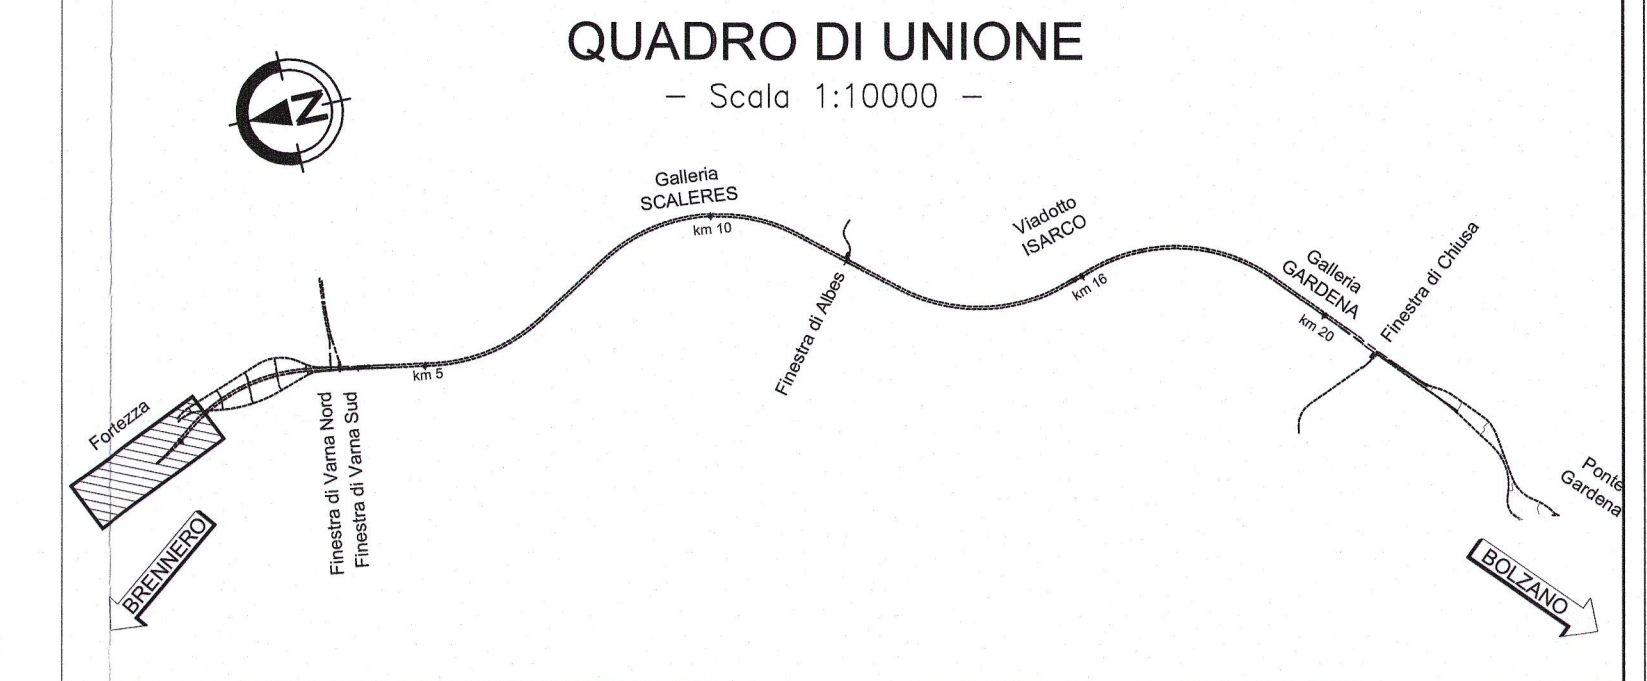 QUADRO DI UNIONE
- Scala 1:10000 -
N
Galleria
SCALERES
km 10
Viadotto
ISARCO
km 16
Galleria
GARDENA
km 20
Finestra di Chiusa
Finestra di Albes
km 5
Fortezza
Finestra di Varna Nord
Finestra di Varna Sud
Ponte
Gardena
BRENNERO
BOLZANO